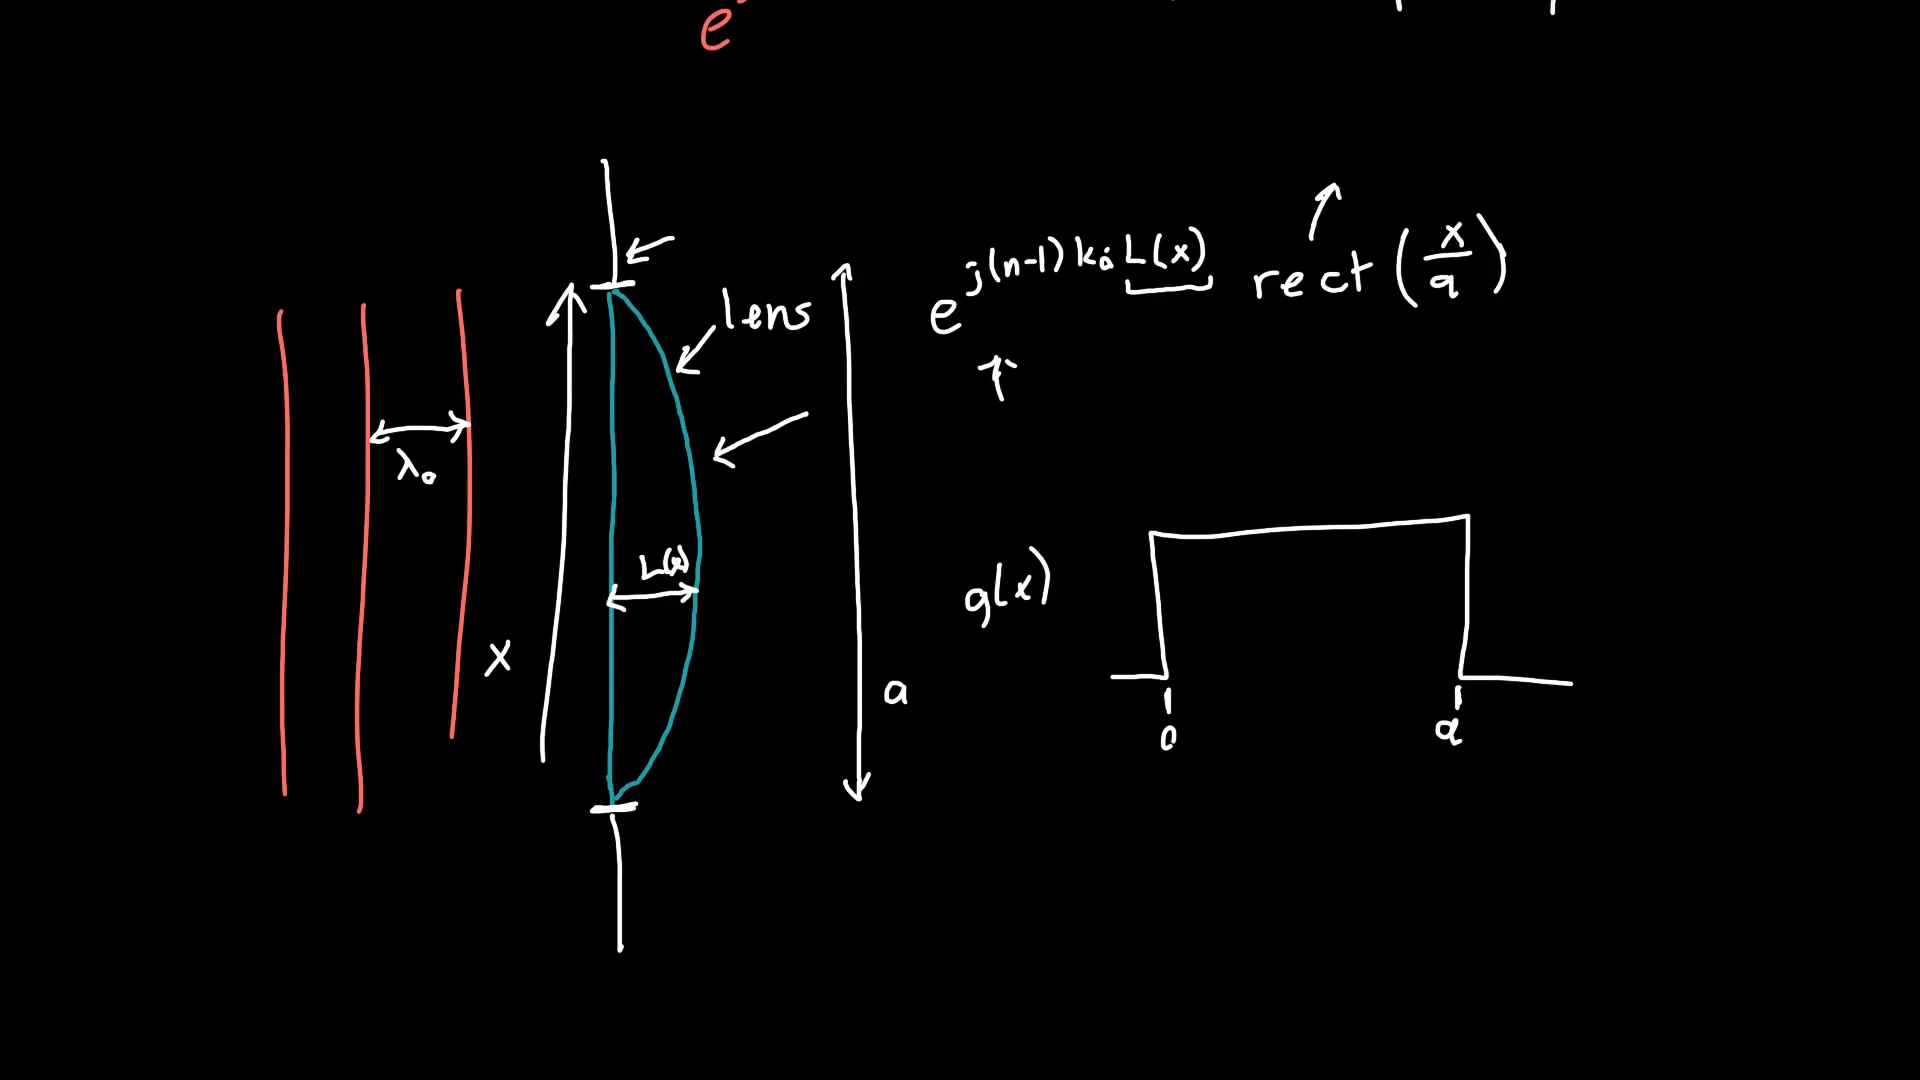 e
e^{j(n-1)k₀L(x)} rect(x/a)
lens
λ₀
L(x)
g(x)
x
a
0 a